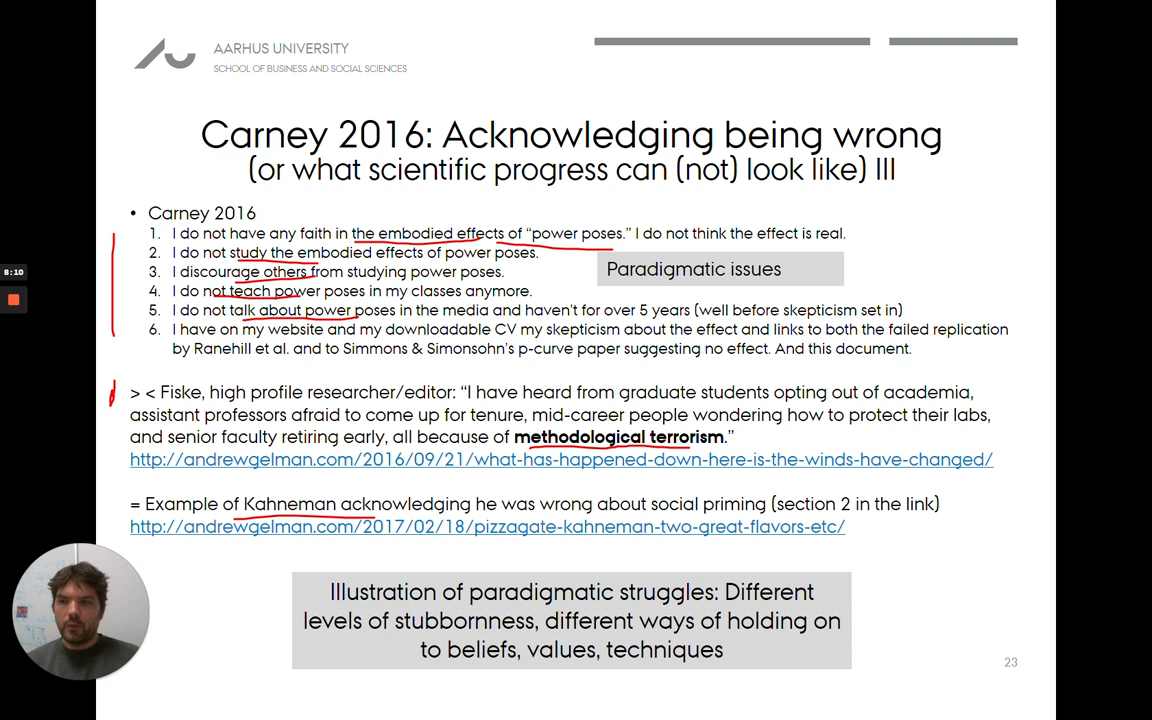 AARHUS UNIVERSITY
SCHOOL OF BUSINESS AND SOCIAL SCIENCES
Carney 2016: Acknowledging being wrong
(or what scientific progress can (not) look like) III
• Carney 2016
1. I do not have any faith in the embodied effects of “power poses.” I do not think the effect is real.
2. I do not study the embodied effects of power poses.
3. I discourage others from studying power poses.
Paradigmatic issues
4. I do not teach power poses in my classes anymore.
5. I do not talk about power poses in the media and haven’t for over 5 years (well before skepticism set in)
6. I have on my website and my downloadable CV my skepticism about the effect and links to both the failed replication
by Ranehill et al. and to Simmons & Simonsohn’s p-curve paper suggesting no effect. And this document.
8:10
> < Fiske, high profile researcher/editor: “I have heard from graduate students opting out of academia,
assistant professors afraid to come up for tenure, mid-career people wondering how to protect their labs,
and senior faculty retiring early, all because of methodological terrorism.”
http://andrewgelman.com/2016/09/21/what-has-happened-down-here-is-the-winds-have-changed/
= Example of Kahneman acknowledging he was wrong about social priming (section 2 in the link)
http://andrewgelman.com/2017/02/18/pizzagate-kahneman-two-great-flavors-etc/
Illustration of paradigmatic struggles: Different
levels of stubbornness, different ways of holding on
to beliefs, values, techniques
23